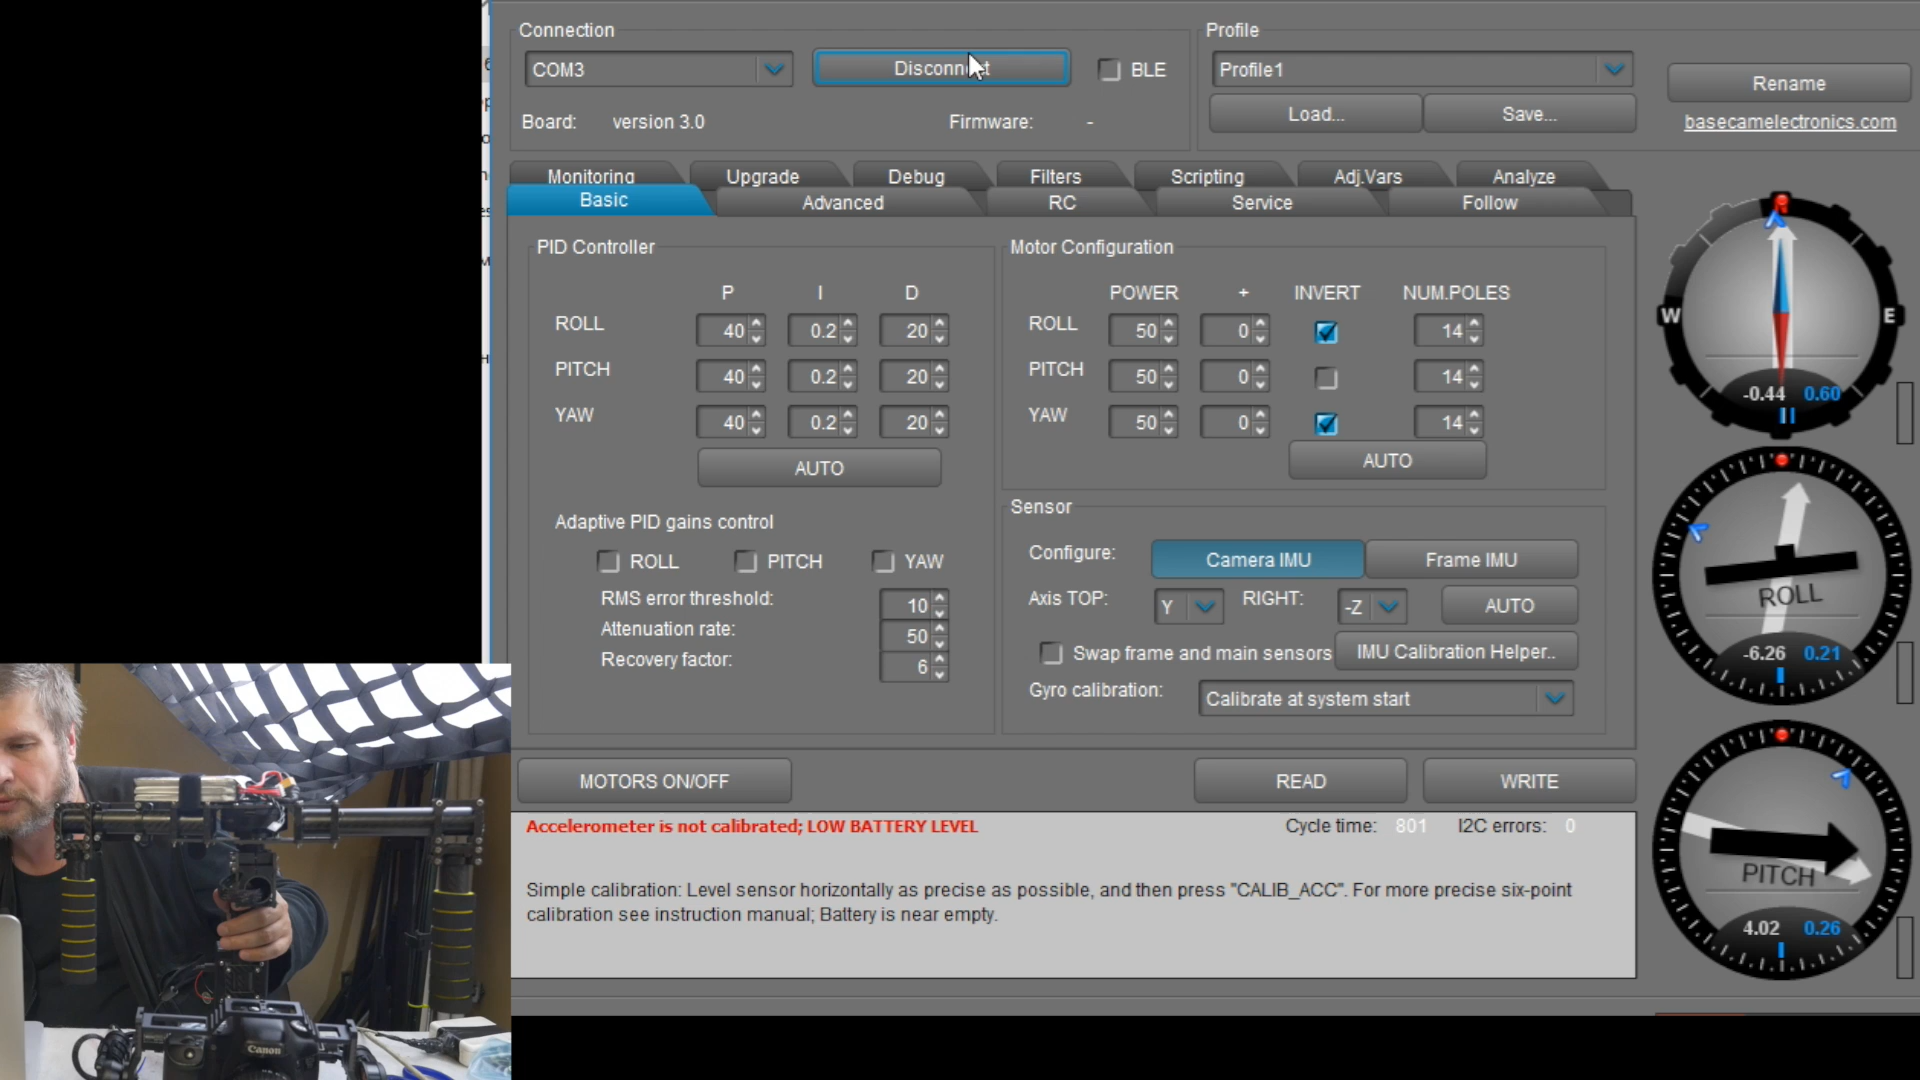 Connection
COM3
Disconnect
BLE
Board: version 3.0 Firmware: -
Profile
Profile1
Load... Save...
Rename
basecamelectronics.com
Monitoring Upgrade Debug Filters Scripting Adj.Vars Analyze
Basic Advanced RC Service Follow
PID Controller
P I D
ROLL 40 0.2 20
PITCH 40 0.2 20
YAW 40 0.2 20
AUTO
Adaptive PID gains control
ROLL PITCH YAW
RMS error threshold: 10
Attenuation rate: 50
Recovery factor: 6
Motor Configuration
POWER + INVERT NUM.POLES
ROLL 50 0 14
PITCH 50 0 14
YAW 50 0 14
AUTO
Sensor
Configure: Camera IMU Frame IMU
Axis TOP: Y RIGHT: -Z AUTO
Swap frame and main sensors IMU Calibration Helper..
Gyro calibration: Calibrate at system start
MOTORS ON/OFF READ WRITE
Accelerometer is not calibrated; LOW BATTERY LEVEL
Cycle time: 801 I2C errors: 0
Simple calibration: Level sensor horizontally as precise as possible, and then press "CALIB_ACC". For more precise six-point
calibration see instruction manual; Battery is near empty.
W E
-0.44 0.60
ROLL
-6.26 0.21
PITCH
4.02 0.26
Canon